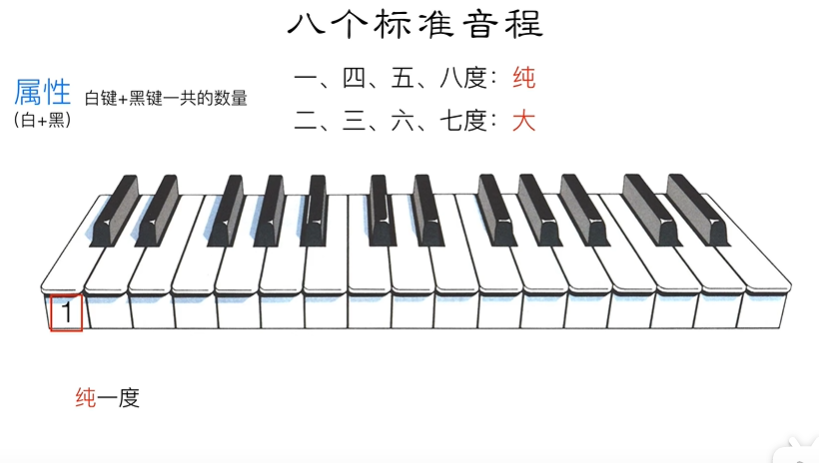 八个标准音程
一、四、五、八度：纯
属性 白键+黑键一共的数量
(白+黑)
二、三、六、七度：大
1
纯一度